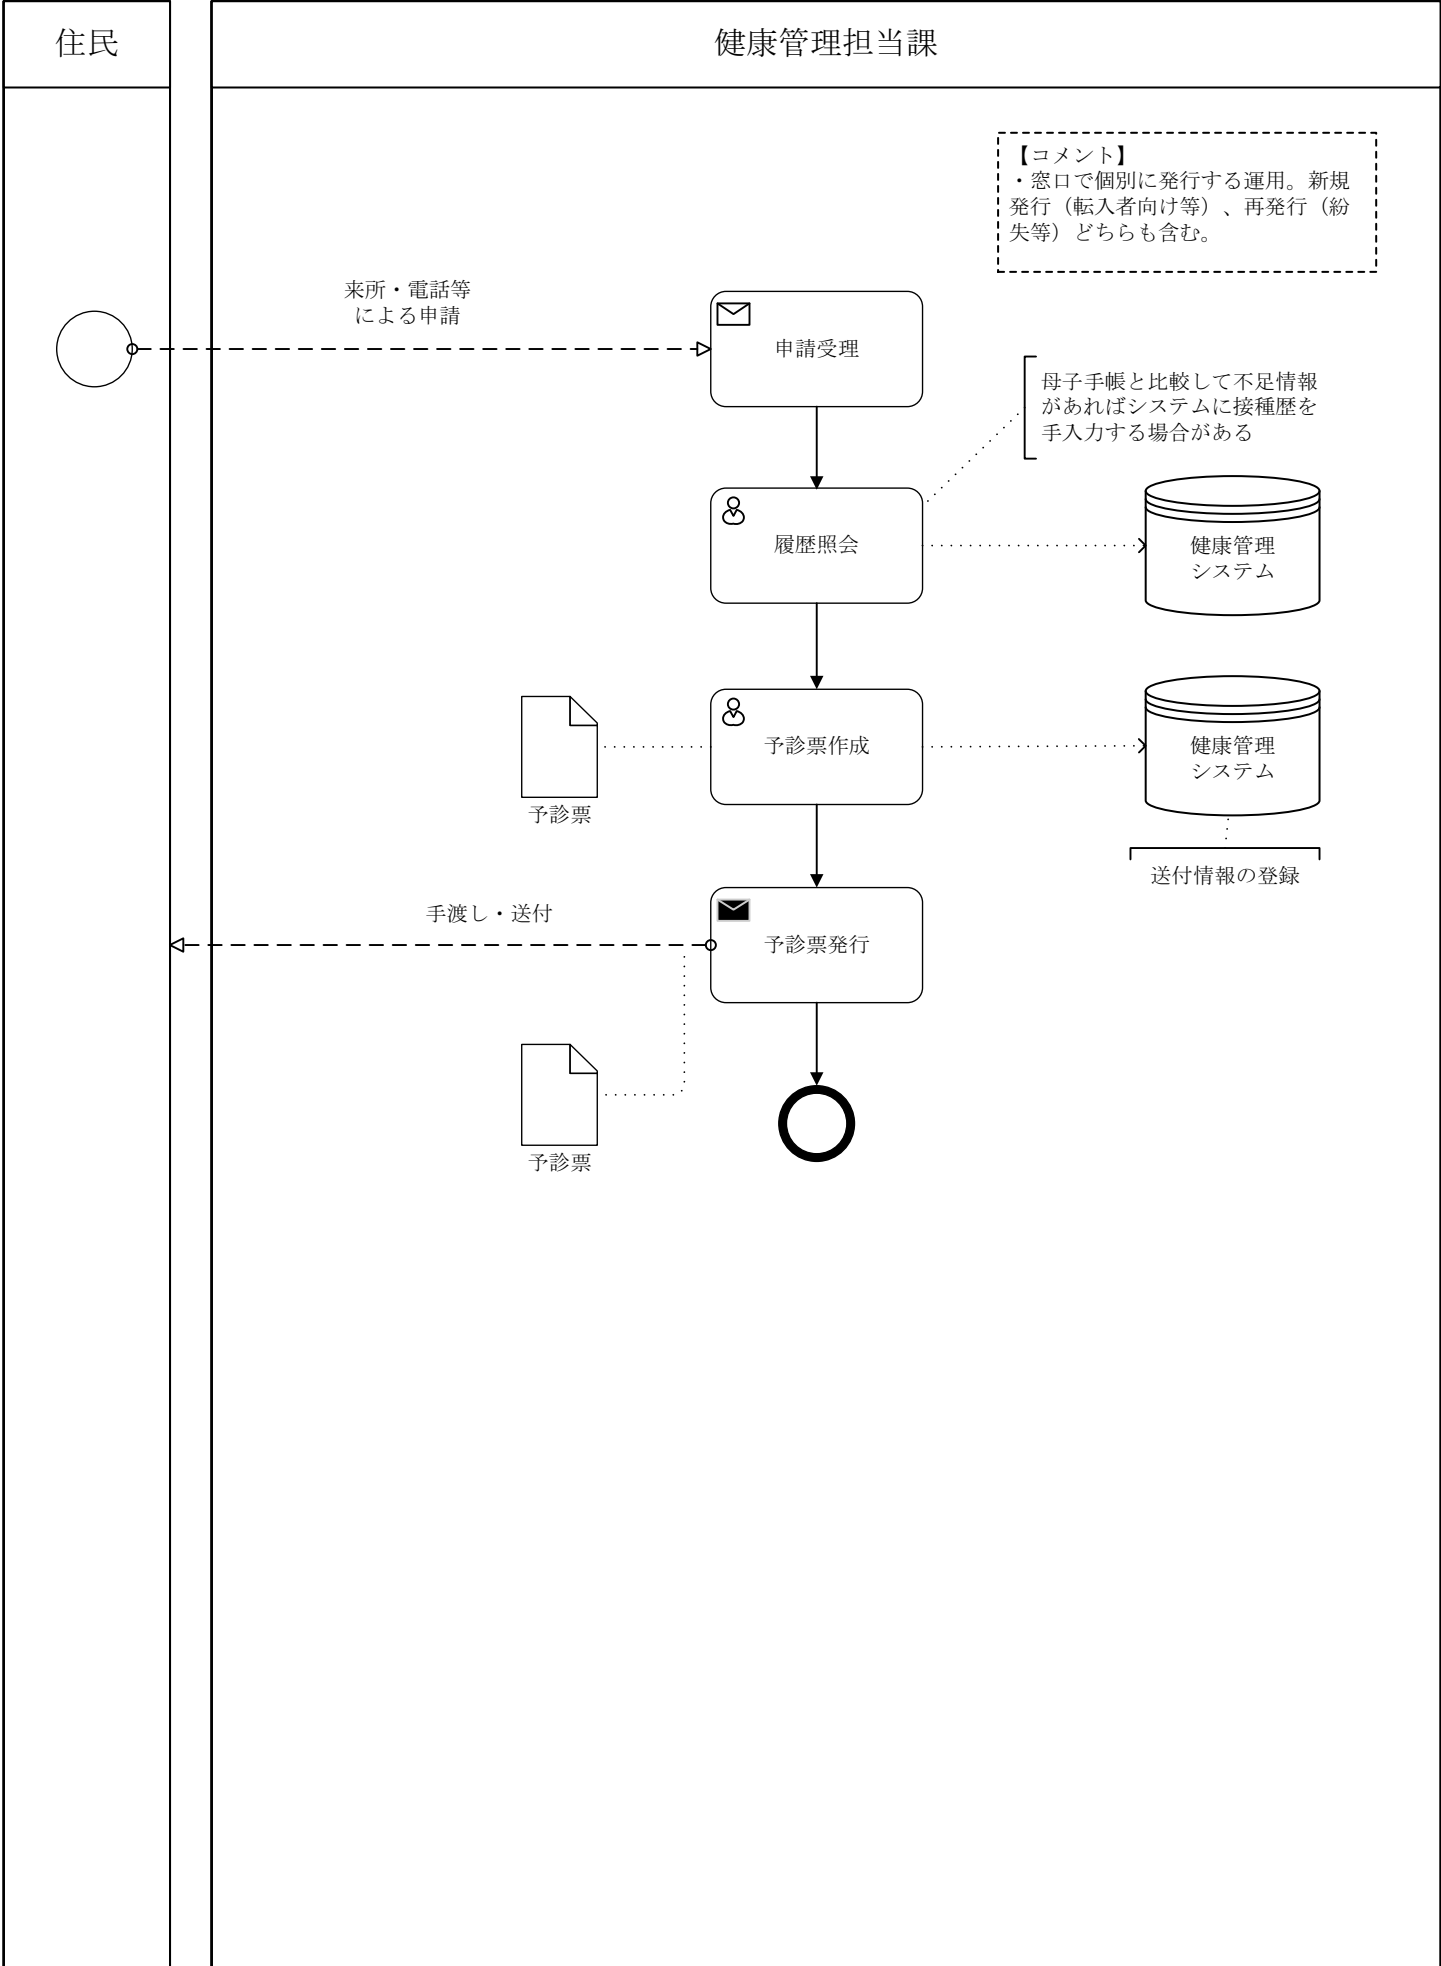 住民
健康管理担当課
【コメント】
・窓口で個別に発行する運用。新規
発行（転入者向け等）、再発行（紛
失等）どちらも含む。
来所・電話等
による申請
申請受理
母子手帳と比較して不足情報
があればシステムに接種歴を
手入力する場合がある
履歴照会
健康管理
システム
予診票作成
健康管理
システム
予診票
送付情報の登録
手渡し・送付
予診票発行
予診票